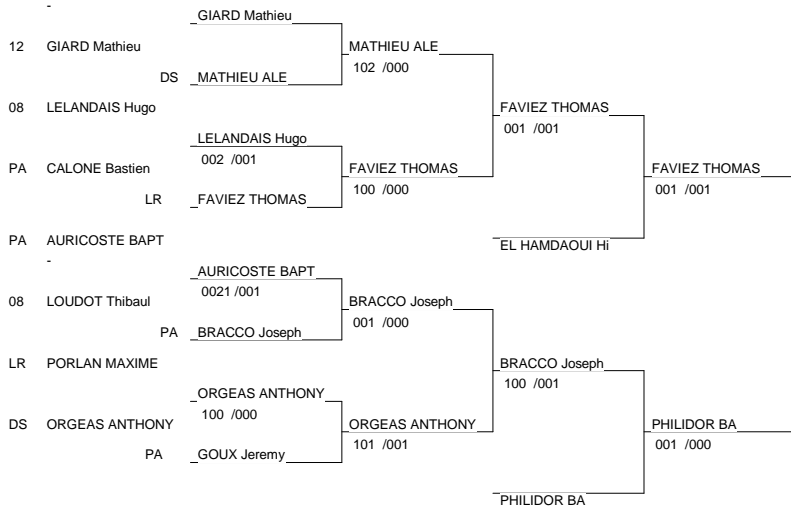 -
GIARD Mathieu
12 GIARD Mathieu MATHIEU ALE
102 /000
DS MATHIEU ALE
08 LELANDAIS Hugo FAVIEZ THOMAS
001 /001
LELANDAIS Hugo
002 /001
PA CALONE Bastien FAVIEZ THOMAS FAVIEZ THOMAS
100 /000 001 /001
LR FAVIEZ THOMAS
PA AURICOSTE BAPT EL HAMDAOUI Hi
-
AURICOSTE BAPT
0021 /001
08 LOUDOT Thibaul BRACCO Joseph
001 /000
PA BRACCO Joseph
LR PORLAN MAXIME BRACCO Joseph
100 /001
ORGEAS ANTHONY
100 /000
DS ORGEAS ANTHONY ORGEAS ANTHONY PHILIDOR BA
101 /001 001 /000
PA GOUX Jeremy
PHILIDOR BA